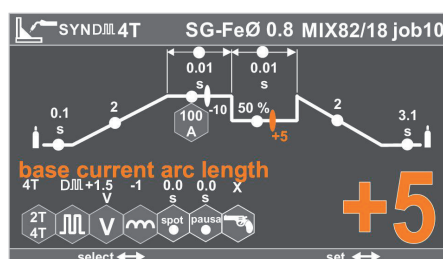 SYND 4T SG-FeØ 0.8 MIX82/18 job10
0.01 0.01
s s
0.1 2 100 -10 50 % 2 3.1
s A +5 s
base current arc length
4T D +1.5 -1 0.0 0.0 X
V s s
2T V spot pausa
4T
+5
select set